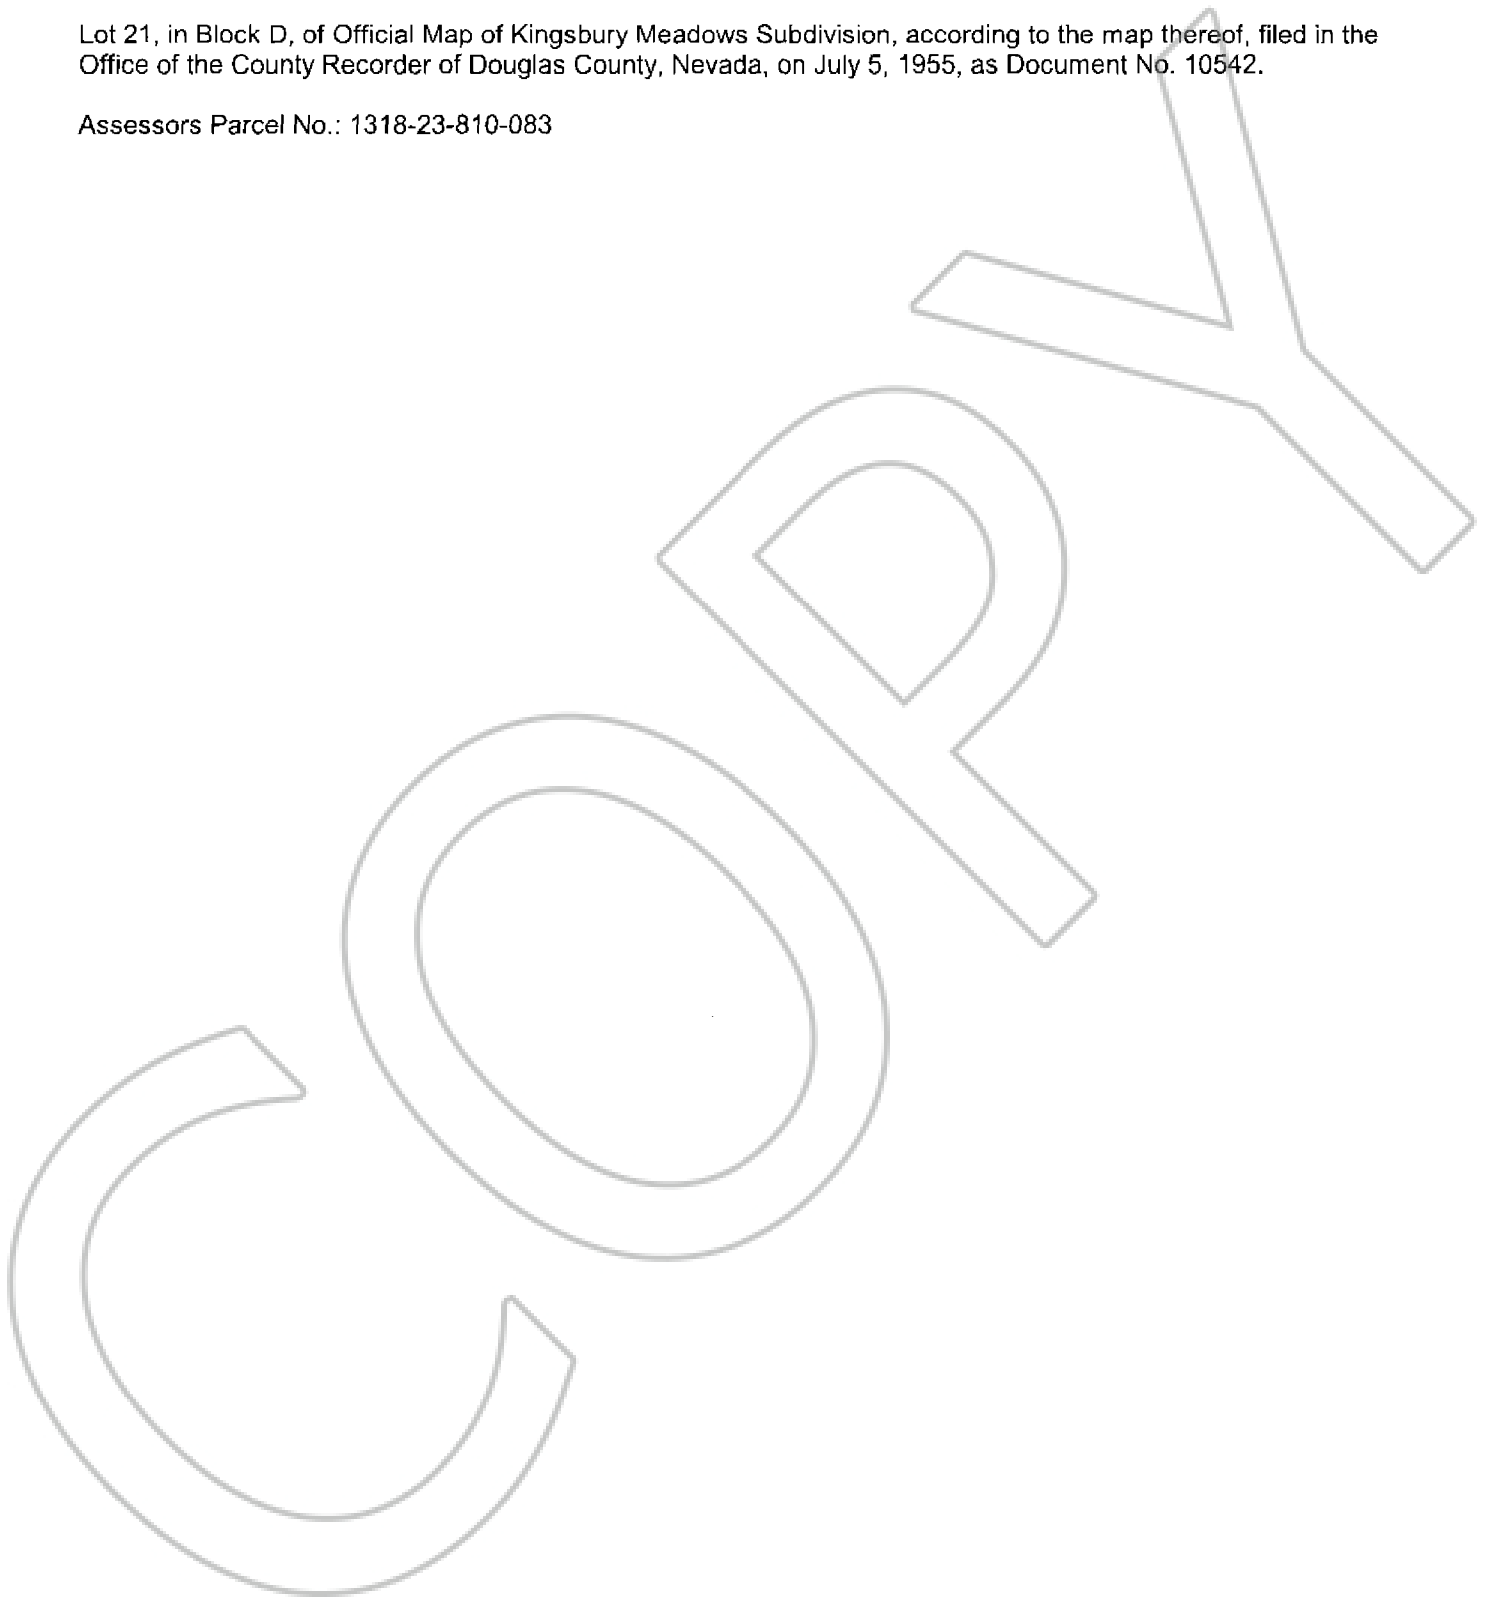 Lot 21, in Block D, of Official Map of Kingsbury Meadows Subdivision, according to the map thereof, filed in the
Office of the County Recorder of Douglas County, Nevada, on July 5, 1955, as Document No. 10542.
Assessors Parcel No.: 1318-23-810-083
COPY